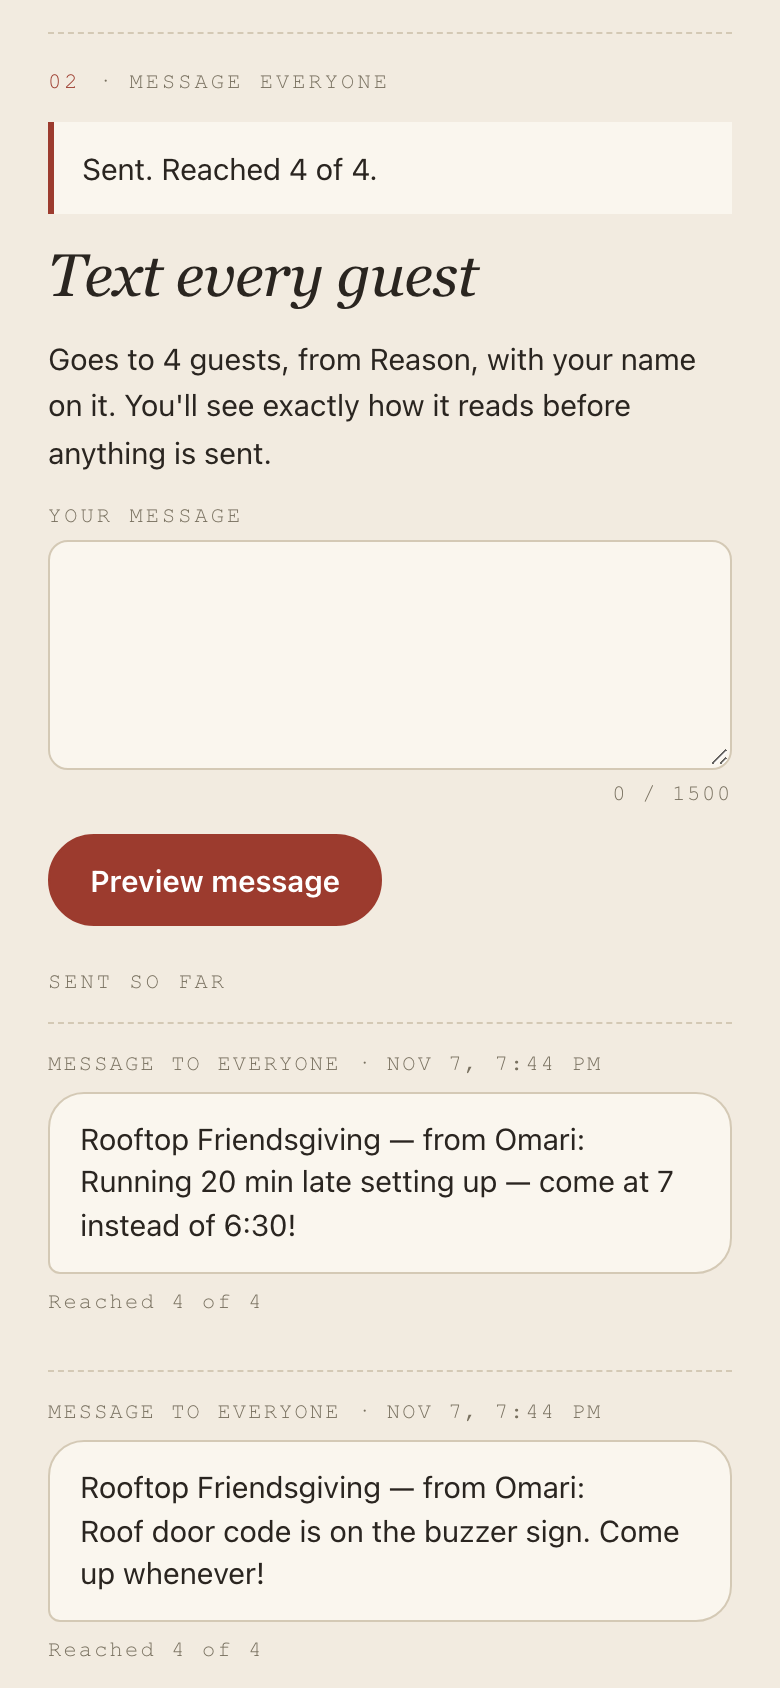 02 · MESSAGE EVERYONE
Sent. Reached 4 of 4.
Text every guest
Goes to 4 guests, from Reason, with your name
on it. You'll see exactly how it reads before
anything is sent.
YOUR MESSAGE
0 / 1500
Preview message
SENT SO FAR
MESSAGE TO EVERYONE · NOV 7, 7:44 PM
Rooftop Friendsgiving — from Omari:
Running 20 min late setting up — come at 7
instead of 6:30!
Reached 4 of 4
MESSAGE TO EVERYONE · NOV 7, 7:44 PM
Rooftop Friendsgiving — from Omari:
Roof door code is on the buzzer sign. Come
up whenever!
Reached 4 of 4